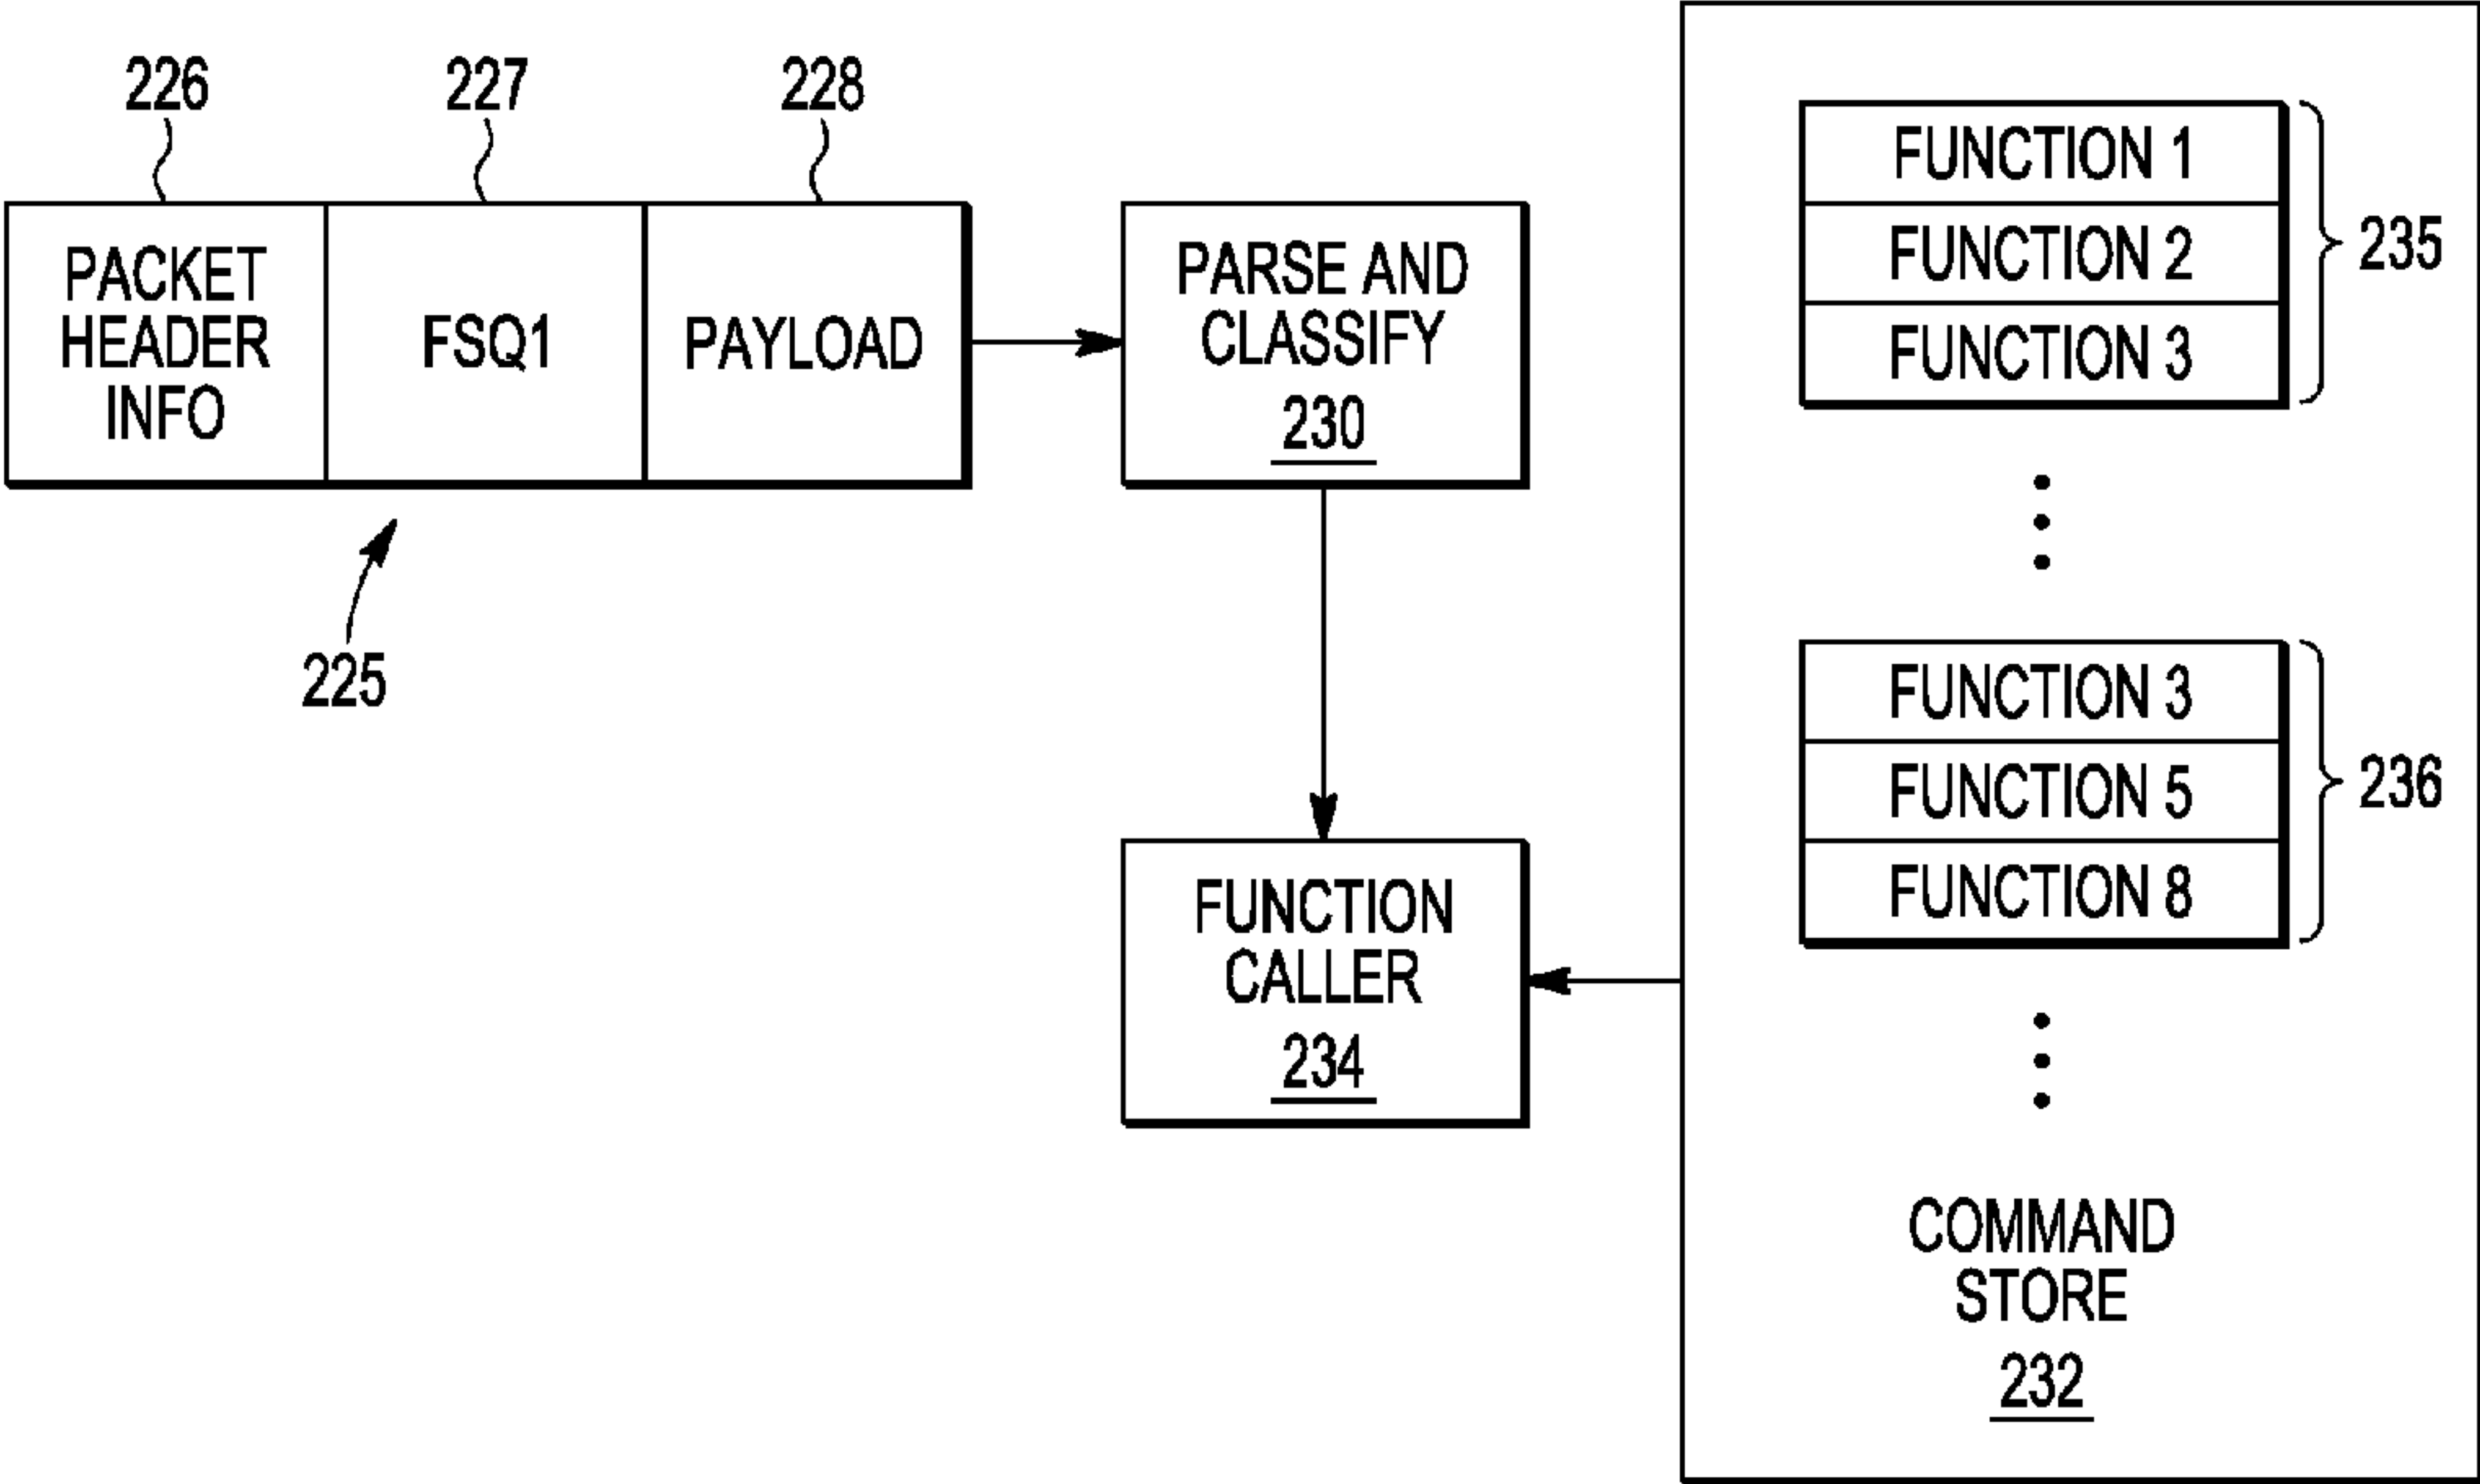 226
227
228
PACKET
HEADER
INFO
FSQ1
PAYLOAD
225
PARSE AND
CLASSIFY
230
FUNCTION
CALLER
234
FUNCTION 1
FUNCTION 2
FUNCTION 3
235
FUNCTION 3
FUNCTION 5
FUNCTION 8
236
COMMAND
STORE
232